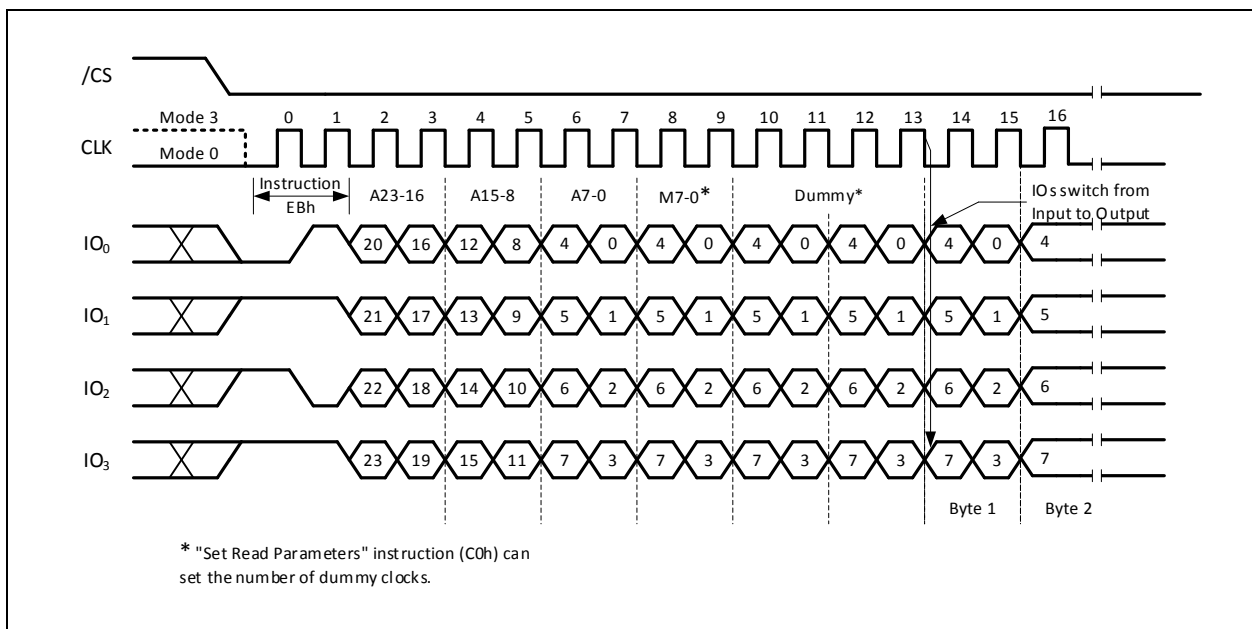 /CS
Mode 3 0 1 2 3 4 5 6 7 8 9 10 11 12 13 14 15 16
CLK
Mode 0
Instruction
EBh
A23-16 A15-8 A7-0 M7-0* Dummy*
IOs switch from
Input to Output
IO₀ 20 16 12 8 4 0 4 0 4 0 4 0 4 0 4
IO₁ 21 17 13 9 5 1 5 1 5 1 5 1 5 1 5
IO₂ 22 18 14 10 6 2 6 2 6 2 6 2 6 2 6
IO₃ 23 19 15 11 7 3 7 3 7 3 7 3 7 3 7
Byte 1 Byte 2
* "Set Read Parameters" instruction (C0h) can
set the number of dummy clocks.